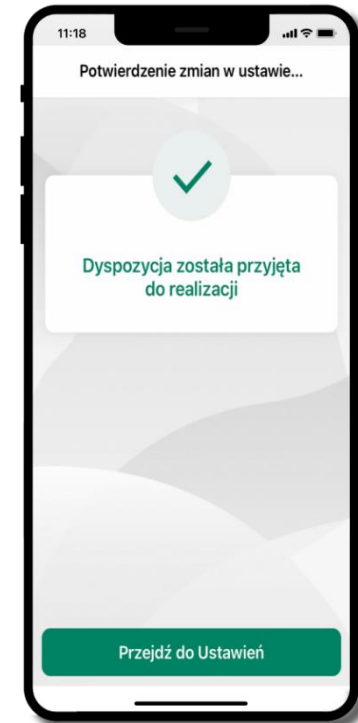 11:18
Potwierdzenie zmian w ustawie...
Dyspozycja została przyjęta
do realizacji
Przejdź do Ustawień